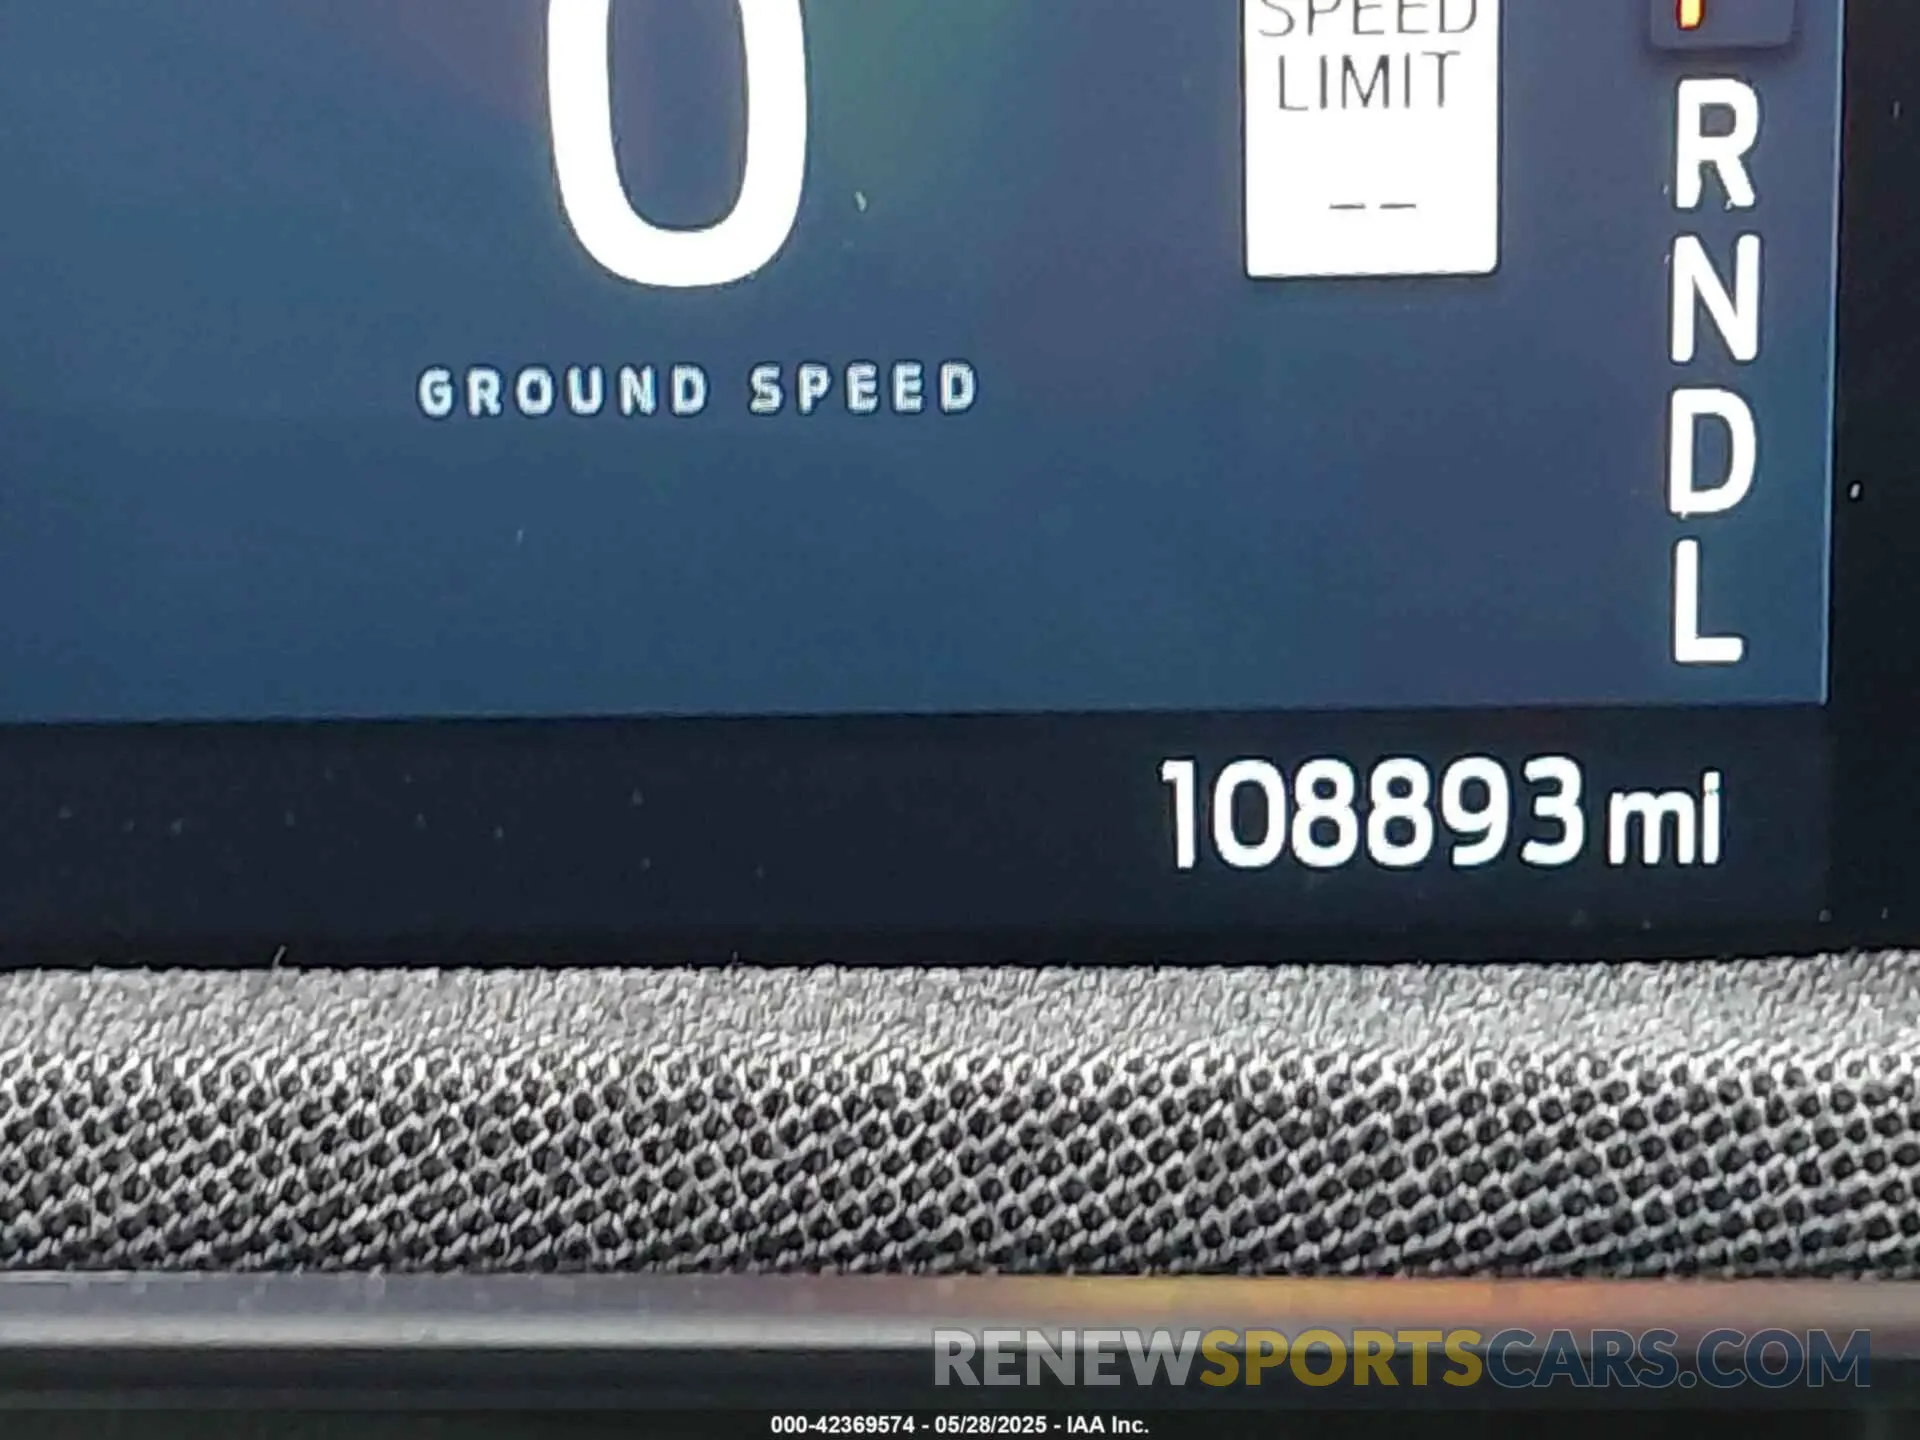 0
SPEED
LIMIT
--
GROUND SPEED
R
N
D
L
108893 mi
RENEWSPORTSCARS.COM
000-42369574 - 05/28/2025 - IAA Inc.